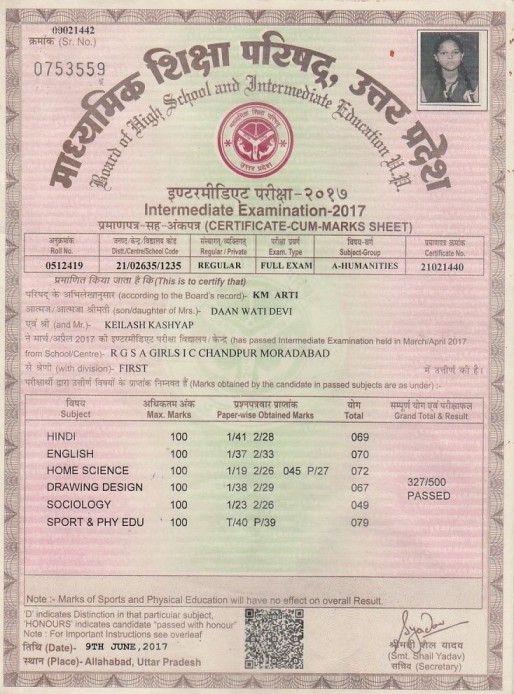 00021442
क्रमांक (Sr. No.)
0753559
माध्यमिक शिक्षा परिषद्, उत्तर प्रदेश
Board of High School and Intermediate Education U.P.
उत्तर प्रदेश
इण्टरमीडिएट परीक्षा-२०१७
Intermediate Examination-2017
प्रमाणपत्र-सह-अंकपत्र (CERTIFICATE-CUM-MARKS SHEET)
अनुक्रमांक जनपद/केन्द्र/विद्यालय कोड संस्थागत/व्यक्तिगत परीक्षा प्रवर्ग विषय-वर्ग प्रमाणपत्र क्रमांक
Roll No. Distt./Centre/School Code Regular / Private Exam. Type Subject-Group Certificate No.
0512419 21/02635/1235 REGULAR FULL EXAM A-HUMANITIES 21021440
प्रमाणित किया जाता है कि (This is to certify that)
परिषद् के अभिलेखानुसार (according to the Board's record)- KM ARTI
आत्मज/आत्मजा श्रीमती (son/daughter of Mrs.)- DAAN WATI DEVI
एवं श्री (and Mr.)- KEILASH KASHYAP
ने मार्च/अप्रैल 2017 की इण्टरमीडिएट परीक्षा विद्यालय/केन्द्र (has passed Intermediate Examination held in March/April 2017
from School/Centre)- R G S A GIRLS I C CHANDPUR MORADABAD
से श्रेणी (with division)- FIRST में उत्तीर्ण की है।
परीक्षार्थी द्वारा उत्तीर्ण विषयों के प्राप्तांक निम्नवत हैं (Marks obtained by the candidate in passed subjects are as under) :-
विषय अधिकतम अंक प्रश्नपत्रवार प्राप्तांक योग सम्पूर्ण योग एवं परीक्षाफल
Subject Max. Marks Paper-wise Obtained Marks Total Grand Total & Result
HINDI 100 1/41 2/28 069
ENGLISH 100 1/37 2/33 070
HOME SCIENCE 100 1/19 2/26 045 P/27 072
DRAWING DESIGN 100 1/38 2/29 067
327/500
PASSED
SOCIOLOGY 100 1/23 2/26 049
SPORT & PHY EDU 100 T/40 P/39 079
Note :- Marks of Sports and Physical Education will have no effect on overall Result.
'D' indicates Distinction in that particular subject,
'HONOURS' indicates candidate "passed with honour"
Note : For Important Instructions see overleaf
तिथि (Date)- 9TH JUNE,2017
स्थान (Place)- Allahabad, Uttar Pradesh
श्रीमती शैल यादव
(Smt. Shail Yadav)
सचिव (Secretary)